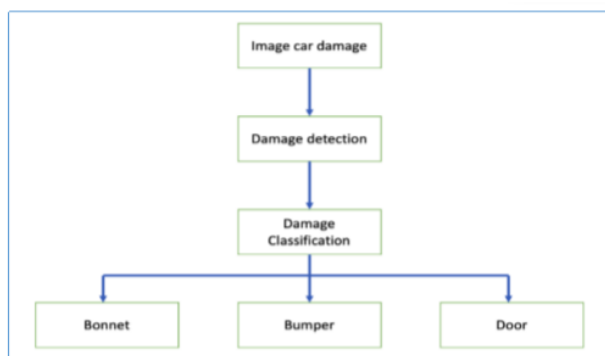 Image car damage
Damage detection
Damage
Classification
Bonnet
Bumper
Door